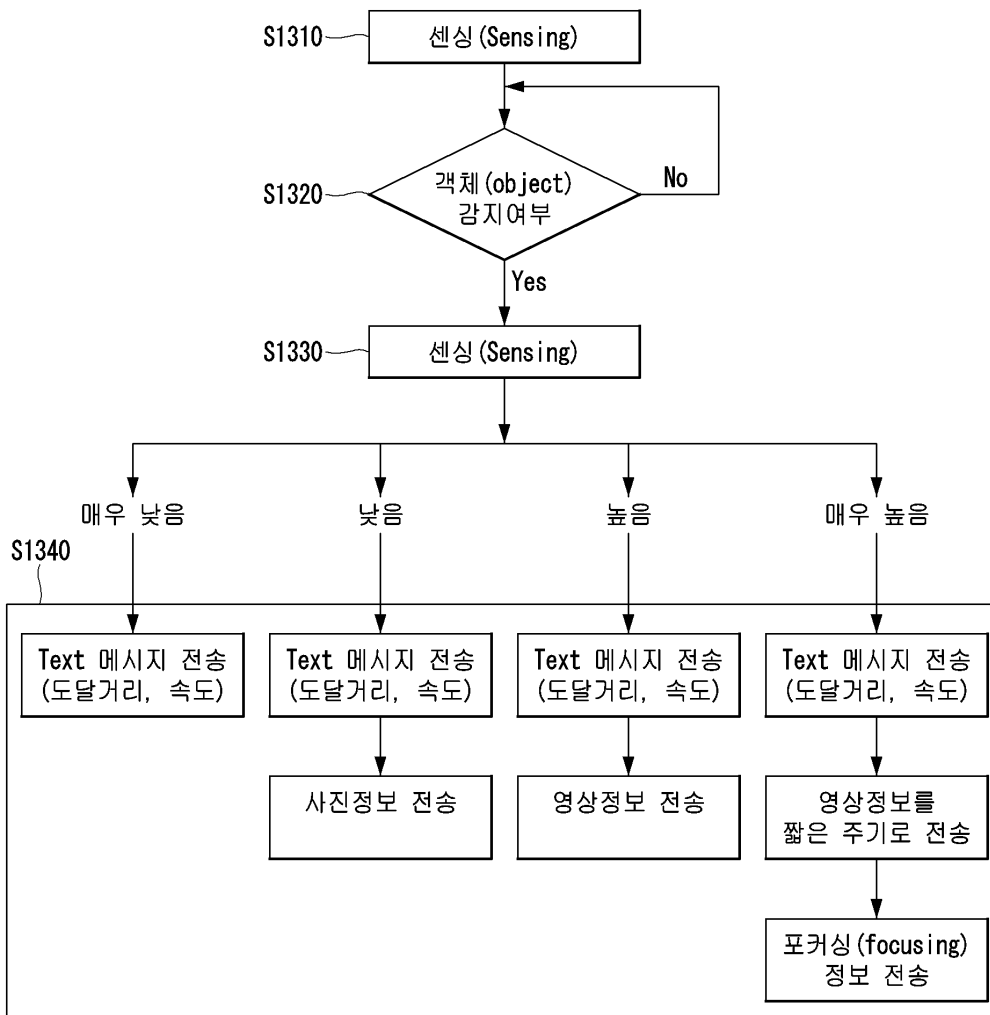 S1310
센싱(Sensing)
S1320
객체(object)
감지여부
No
Yes
S1330
센싱(Sensing)
매우 낮음
낮음
높음
매우 높음
S1340
Text 메시지 전송
(도달거리, 속도)
Text 메시지 전송
(도달거리, 속도)
Text 메시지 전송
(도달거리, 속도)
Text 메시지 전송
(도달거리, 속도)
사진정보 전송
영상정보 전송
영상정보를
짧은 주기로 전송
포커싱(focusing)
정보 전송